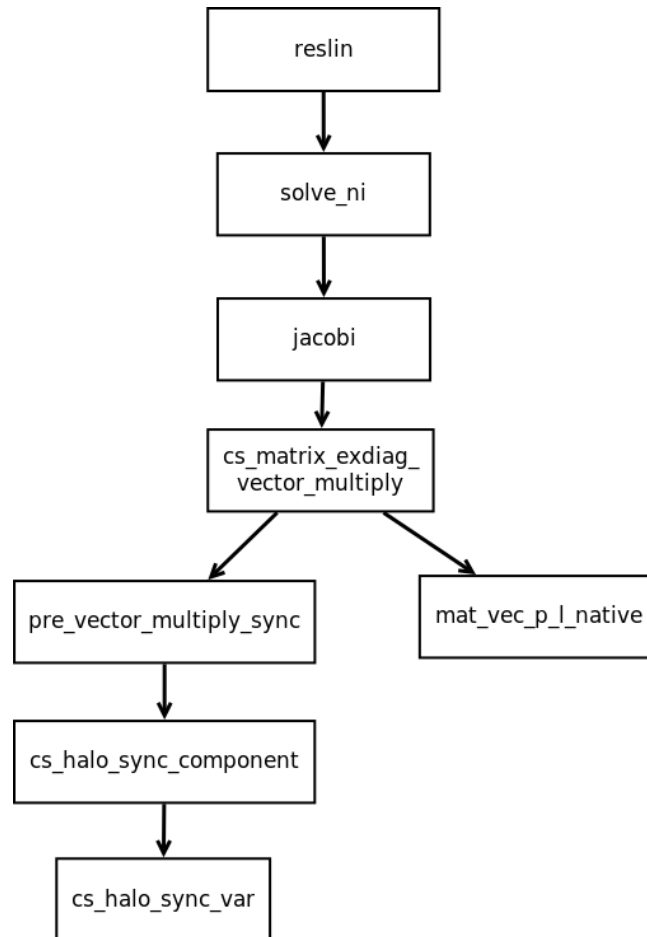 reslin
solve_ni
jacobi
cs_matrix_exdiag_
vector_multiply
pre_vector_multiply_sync
mat_vec_p_l_native
cs_halo_sync_component
cs_halo_sync_var